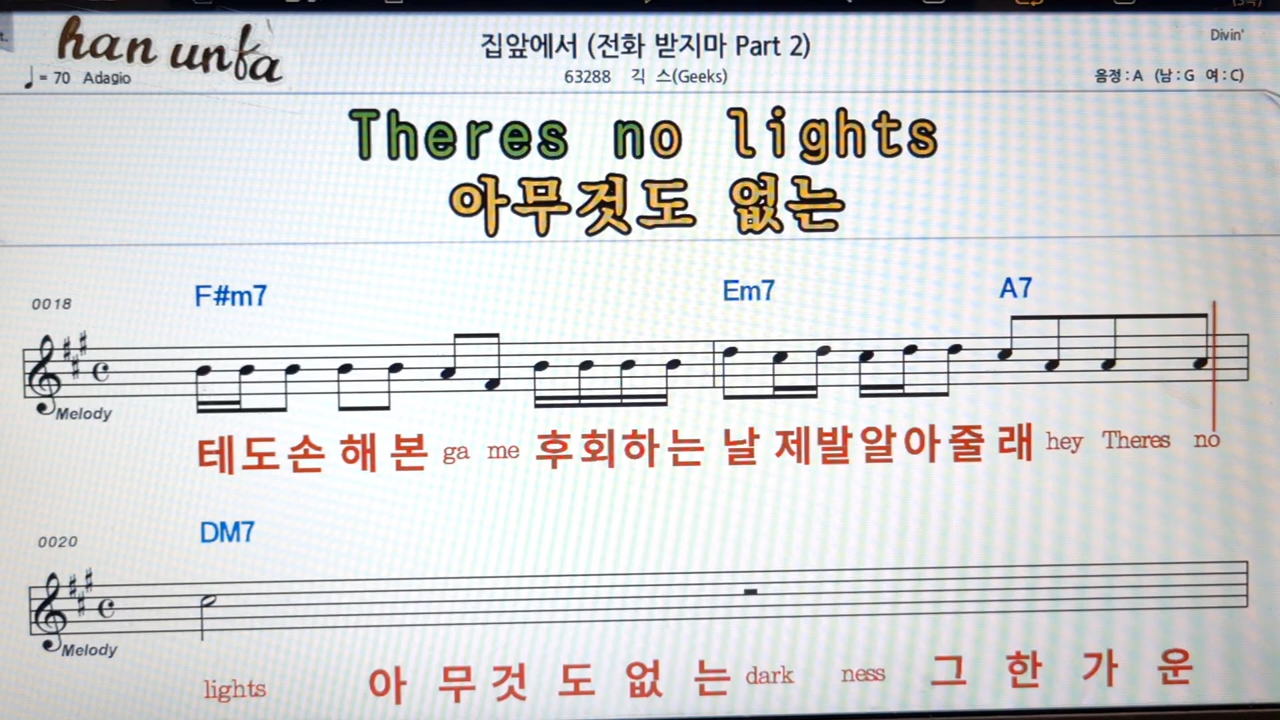 han unfa
집앞에서 (전화 받지마 Part 2)
Divin'
= 70 Adagio
63288 긱 스(Geeks)
음정 : A (남 : G 여 : C)
Theres no lights
아무것도 없는
0018
F#m7 Em7 A7
c
Melody
테도손 해 본 ga me 후회하는 날 제발알아줄 래 hey Theres no
0020
DM7
c
Melody
lights 아 무 것 도 없 는 dark ness 그 한 가 운